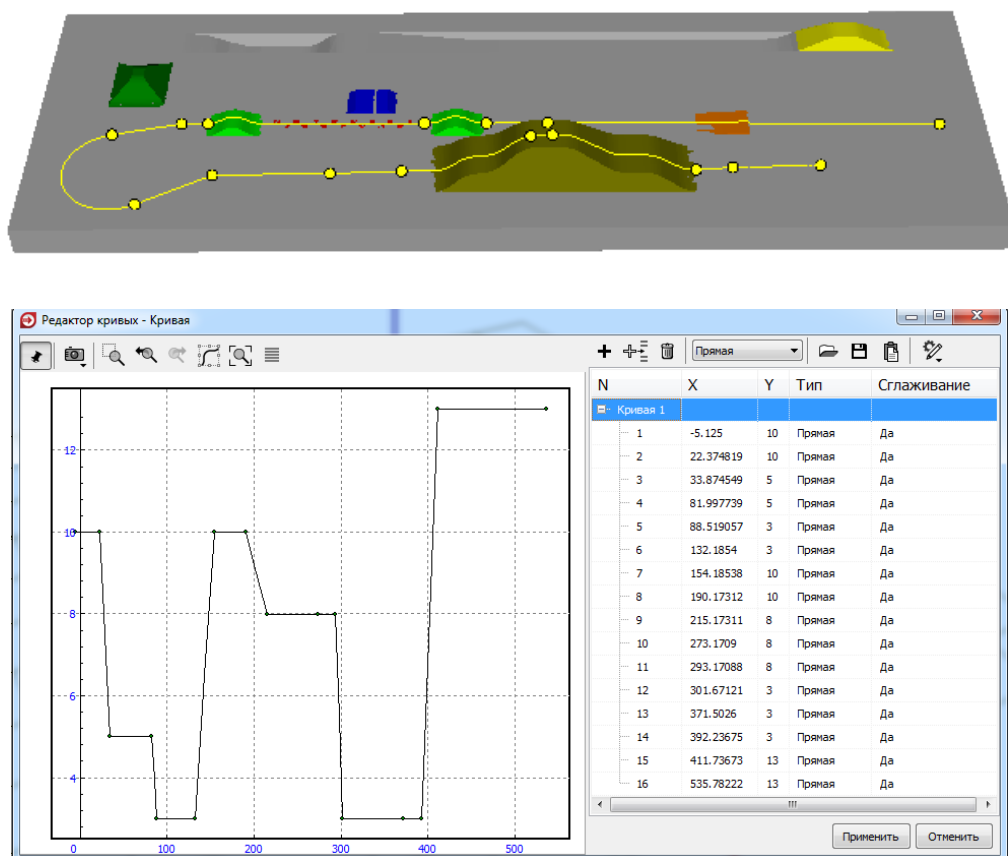 Редактор кривых - Кривая
Прямая
N X Y Тип Сглаживание
Кривая 1
1 -5.125 10 Прямая Да
2 22.374819 10 Прямая Да
3 33.874549 5 Прямая Да
4 81.997739 5 Прямая Да
5 88.519057 3 Прямая Да
6 132.1854 3 Прямая Да
7 154.18538 10 Прямая Да
8 190.17312 10 Прямая Да
9 215.17311 8 Прямая Да
10 273.1709 8 Прямая Да
11 293.17088 8 Прямая Да
12 301.67121 3 Прямая Да
13 371.5026 3 Прямая Да
14 392.23675 3 Прямая Да
15 411.73673 13 Прямая Да
16 535.78222 13 Прямая Да
12
10
8
6
4
0 100 200 300 400 500
Применить Отменить